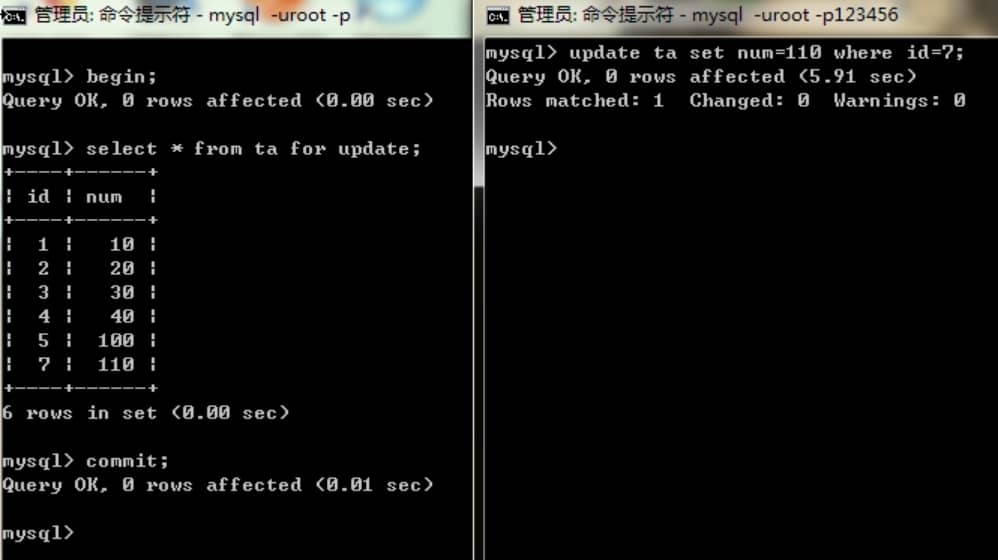 管理员: 命令提示符 - mysql -uroot -p
mysql> begin;
Query OK, 0 rows affected (0.00 sec)
mysql> select * from ta for update;
+----+------+
| id | num  |
+----+------+
|  1 |   10 |
|  2 |   20 |
|  3 |   30 |
|  4 |   40 |
|  5 |  100 |
|  7 |  110 |
+----+------+
6 rows in set (0.00 sec)
mysql> commit;
Query OK, 0 rows affected (0.01 sec)
mysql>
管理员: 命令提示符 - mysql -uroot -p123456
mysql> update ta set num=110 where id=7;
Query OK, 0 rows affected (5.91 sec)
Rows matched: 1  Changed: 0  Warnings: 0
mysql>